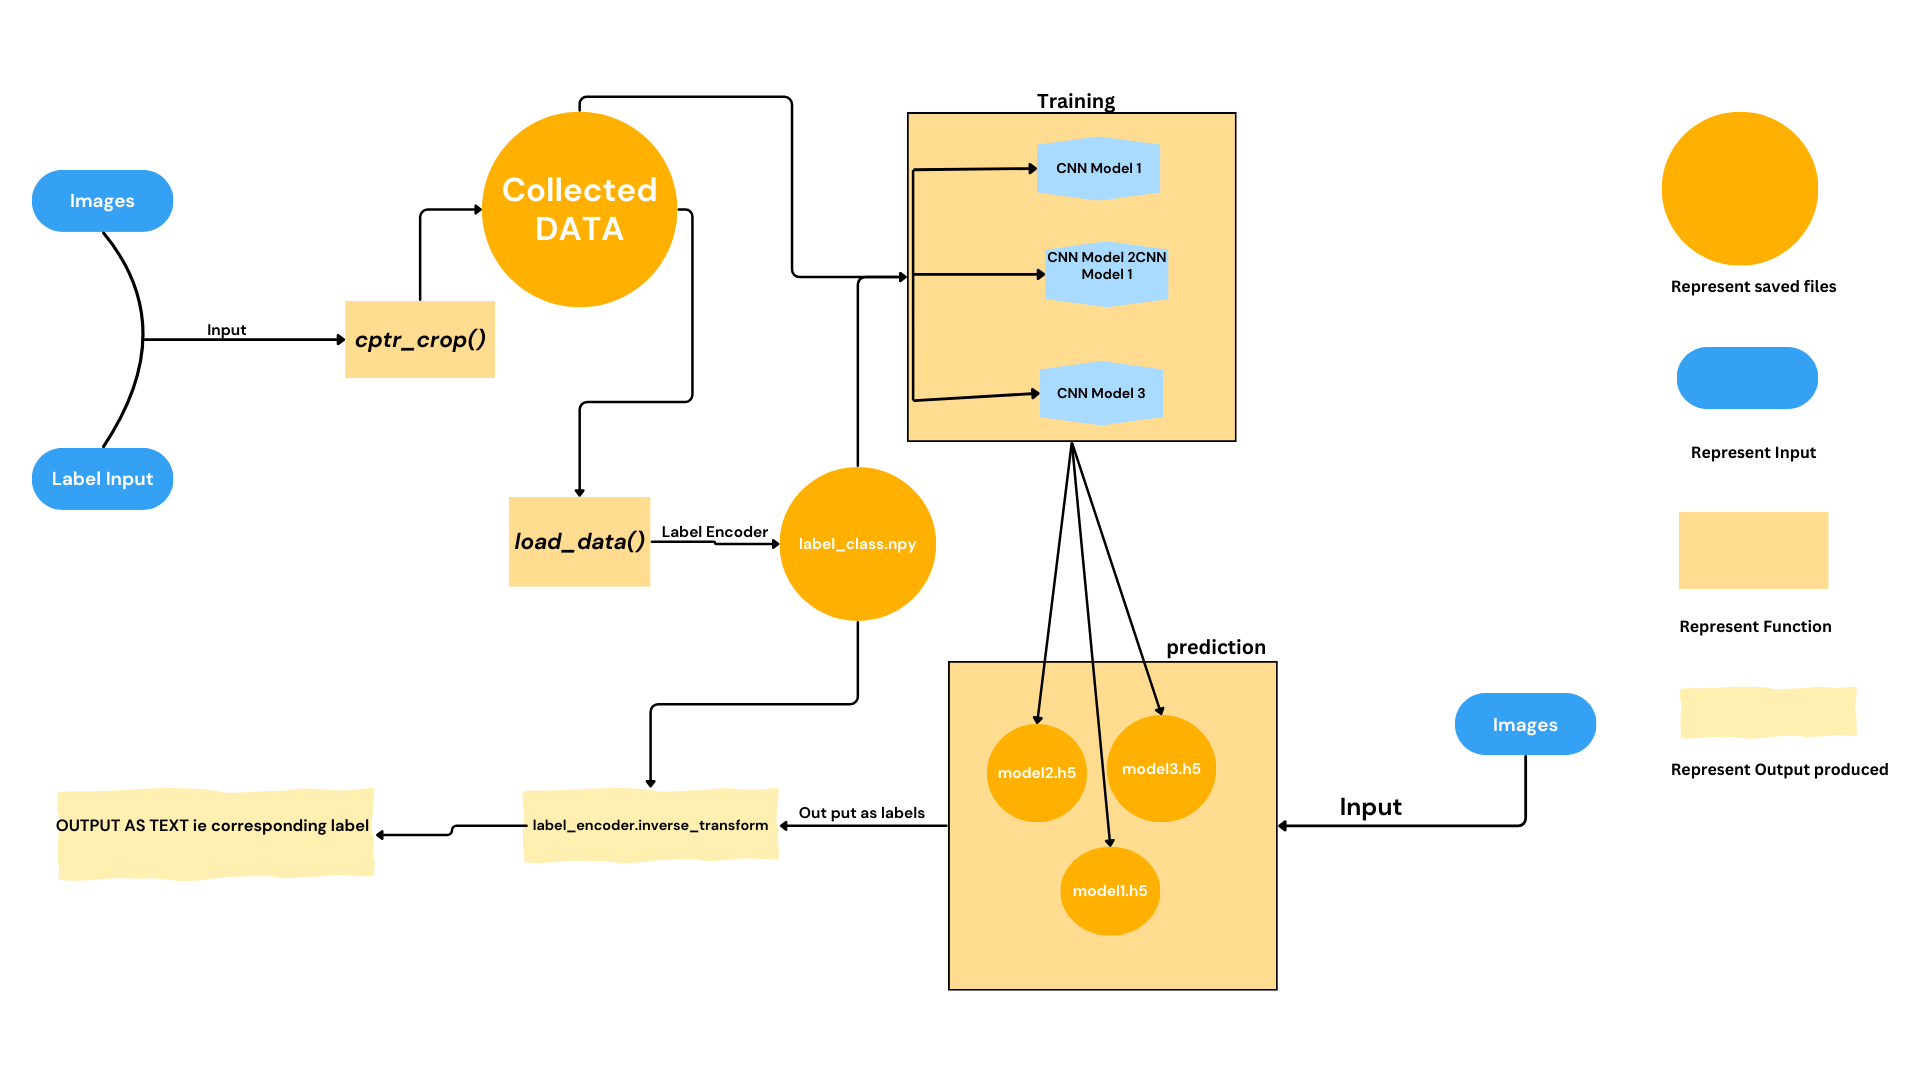 Images
Label Input
Input
cptr_crop()
Collected
DATA
load_data()
Label Encoder
label_class.npy
Training
CNN Model 1
CNN Model 2CNN
Model 1
CNN Model 3
prediction
model2.h5
model3.h5
model1.h5
Images
Input
Out put as labels
label_encoder.inverse_transform
OUTPUT AS TEXT ie corresponding label
Represent saved files
Represent Input
Represent Function
Represent Output produced